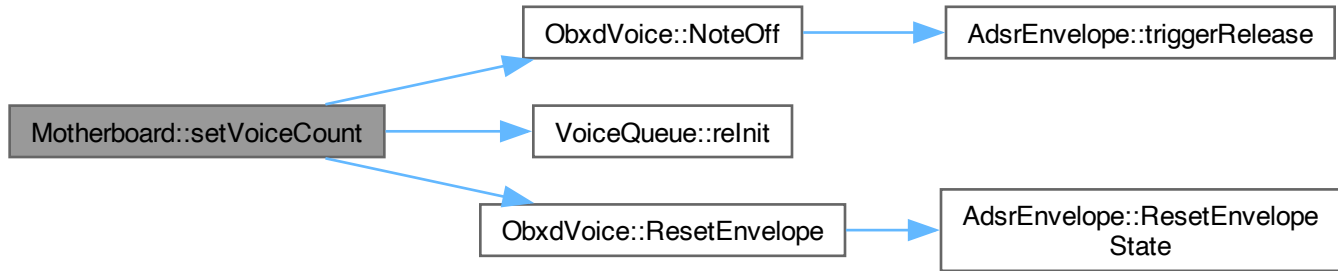 ObxdVoice::NoteOff
AdsrEnvelope::triggerRelease
Motherboard::setVoiceCount
VoiceQueue::reInit
ObxdVoice::ResetEnvelope
AdsrEnvelope::ResetEnvelope
State